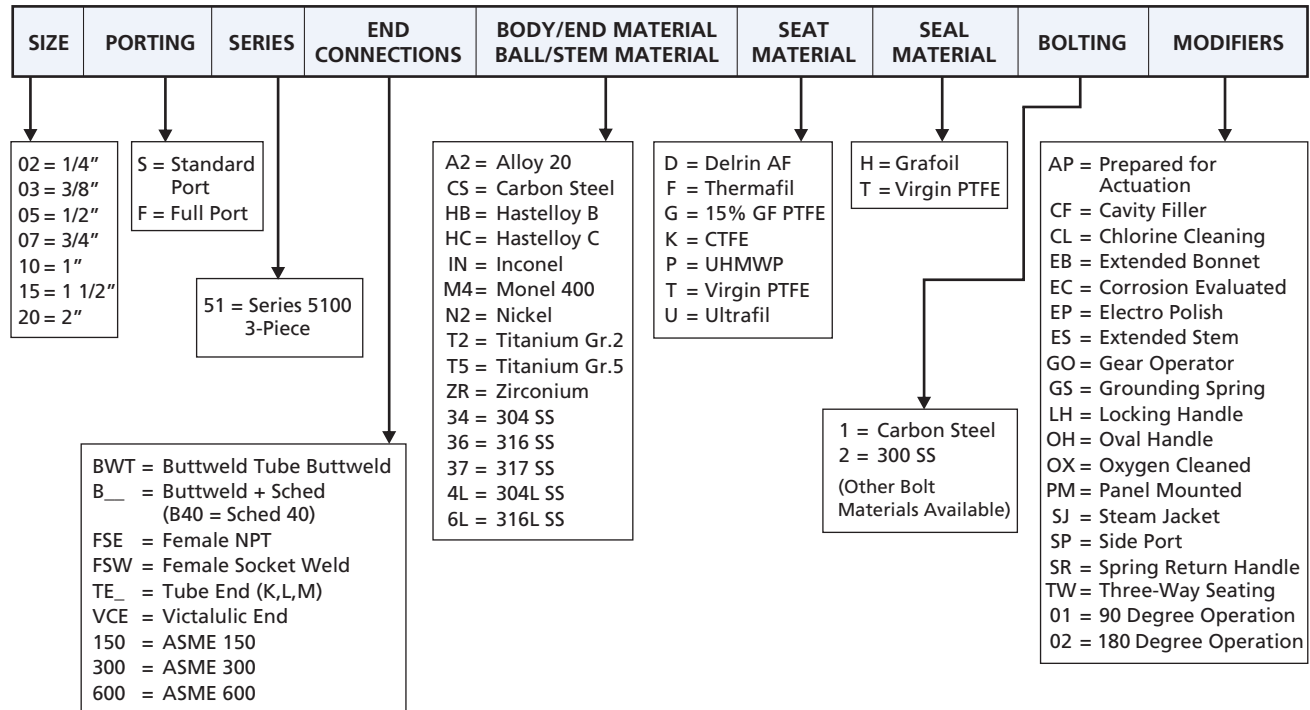 SIZE
PORTING
SERIES
END
CONNECTIONS
BODY/END MATERIAL
BALL/STEM MATERIAL
SEAT
MATERIAL
SEAL
MATERIAL
BOLTING
MODIFIERS
02 = 1/4"
03 = 3/8"
05 = 1/2"
07 = 3/4"
10 = 1"
15 = 1 1/2"
20 = 2"
S = Standard
Port
F = Full Port
51 = Series 5100
3-Piece
BWT = Buttweld Tube Buttweld
B__ = Buttweld + Sched
(B40 = Sched 40)
FSE = Female NPT
FSW = Female Socket Weld
TE_ = Tube End (K,L,M)
VCE = Victalulic End
150 = ASME 150
300 = ASME 300
600 = ASME 600
A2 = Alloy 20
CS = Carbon Steel
HB = Hastelloy B
HC = Hastelloy C
IN = Inconel
M4 = Monel 400
N2 = Nickel
T2 = Titanium Gr.2
T5 = Titanium Gr.5
ZR = Zirconium
34 = 304 SS
36 = 316 SS
37 = 317 SS
4L = 304L SS
6L = 316L SS
D = Delrin AF
F = Thermafil
G = 15% GF PTFE
K = CTFE
P = UHMWP
T = Virgin PTFE
U = Ultrafil
H = Grafoil
T = Virgin PTFE
1 = Carbon Steel
2 = 300 SS
(Other Bolt
Materials Available)
AP = Prepared for
Actuation
CF = Cavity Filler
CL = Chlorine Cleaning
EB = Extended Bonnet
EC = Corrosion Evaluated
EP = Electro Polish
ES = Extended Stem
GO = Gear Operator
GS = Grounding Spring
LH = Locking Handle
OH = Oval Handle
OX = Oxygen Cleaned
PM = Panel Mounted
SJ = Steam Jacket
SP = Side Port
SR = Spring Return Handle
TW = Three-Way Seating
01 = 90 Degree Operation
02 = 180 Degree Operation